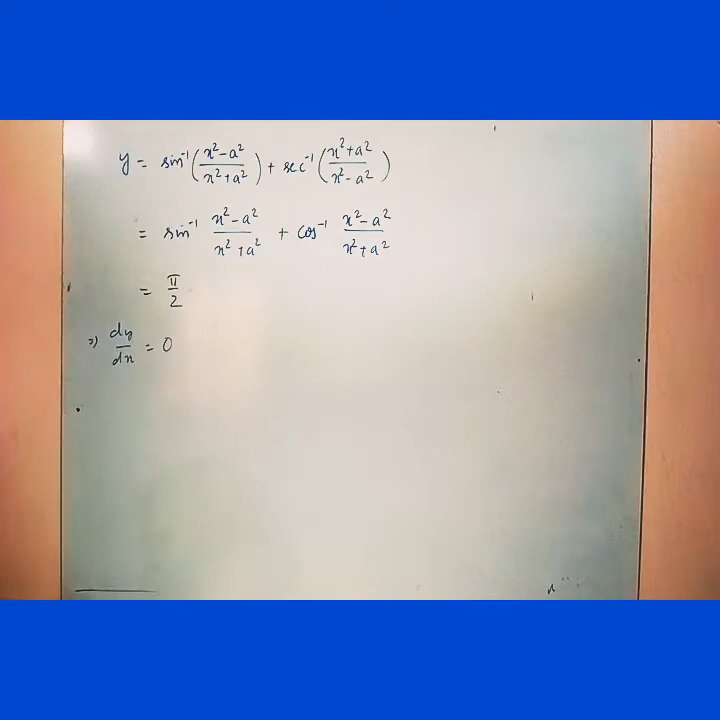 y = sin⁻¹(x²-a²/x²+a²) + sec⁻¹(x²+a²/x²-a²)
= sin⁻¹ x²-a²/x²+a² + cos⁻¹ x²-a²/x²+a²
= π/2
⇒ dy/dx = 0